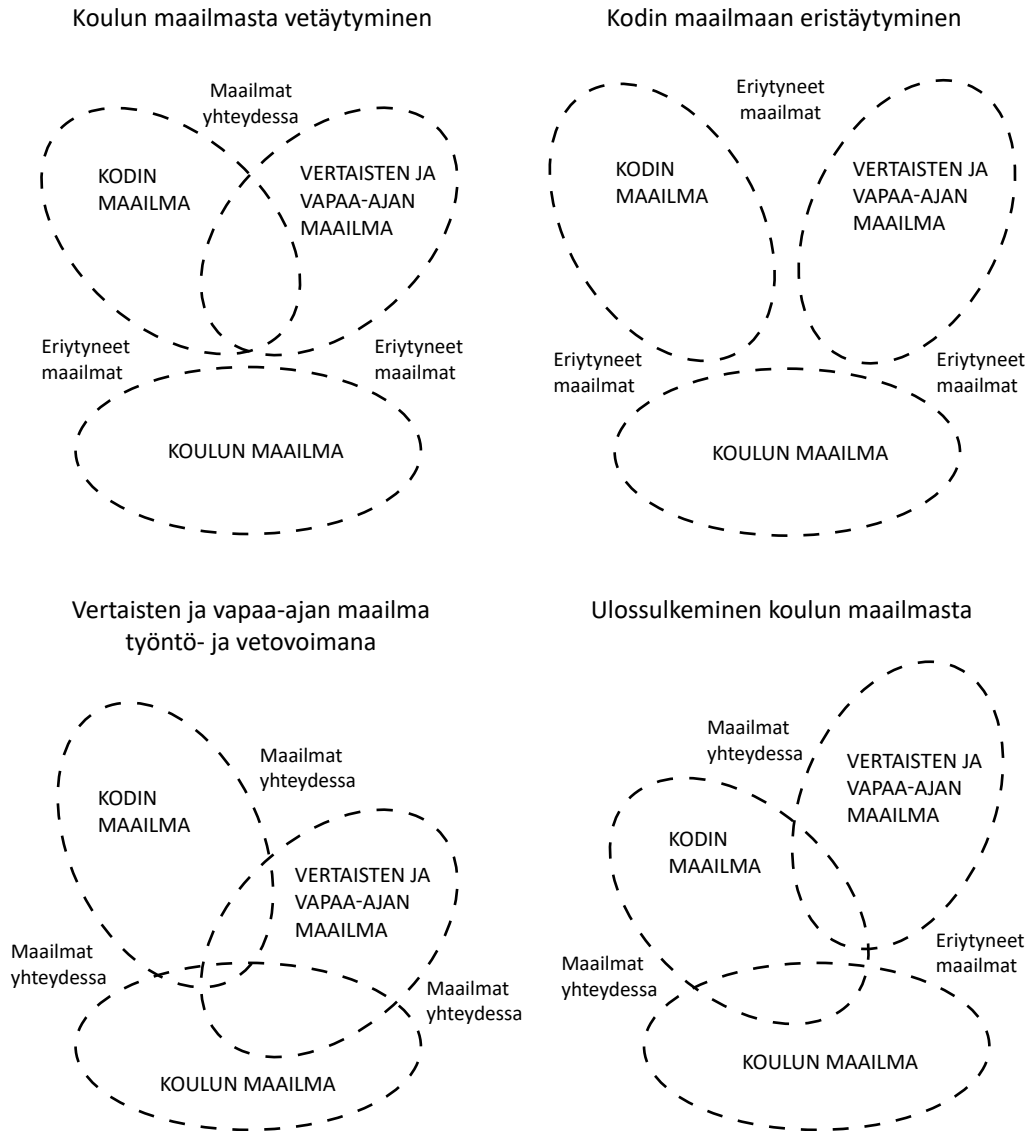 Koulun maailmasta vetäytyminen
Maailmat
yhteydessa
KODIN
MAAILMA
VERTAISTEN JA
VAPAA-AJAN
MAAILMA
Eriytyneet
maailmat
Eriytyneet
maailmat
KOULUN MAAILMA
Kodin maailmaan eristäytyminen
Eriytyneet
maailmat
KODIN
MAAILMA
VERTAISTEN JA
VAPAA-AJAN
MAAILMA
Eriytyneet
maailmat
Eriytyneet
maailmat
KOULUN MAAILMA
Vertaisten ja vapaa-ajan maailma
työntö- ja vetovoimana
Maailmat
yhteydessa
KODIN
MAAILMA
VERTAISTEN JA
VAPAA-AJAN
MAAILMA
Maailmat
yhteydessa
Maailmat
yhteydessa
KOULUN MAAILMA
Ulossulkeminen koulun maailmasta
Maailmat
yhteydessa
VERTAISTEN JA
VAPAA-AJAN
MAAILMA
KODIN
MAAILMA
Maailmat
yhteydessa
Eriytyneet
maailmat
KOULUN MAAILMA